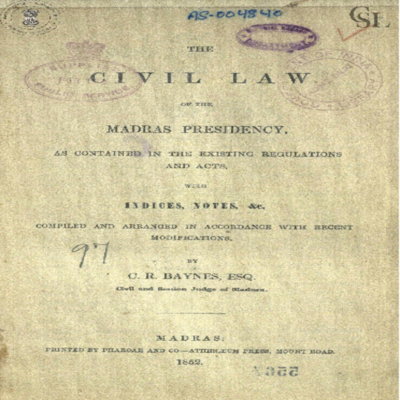 AS-004840
CSL
THE
CIVIL LAW
OF THE
MADRAS PRESIDENCY,
AS CONTAINED IN THE EXISTING REGULATIONS
AND ACTS,
WITH
INDICES, NOTES, &c.
COMPILED AND ARRANGED IN ACCORDANCE WITH RECENT
MODIFICATIONS,
97
BY
C. R. BAYNES, ESQ.
Civil and Session Judge of Madura.
MADRAS:
PRINTED BY PHAROAH AND CO—ATHENÆUM PRESS, MOUNT ROAD.
1852.